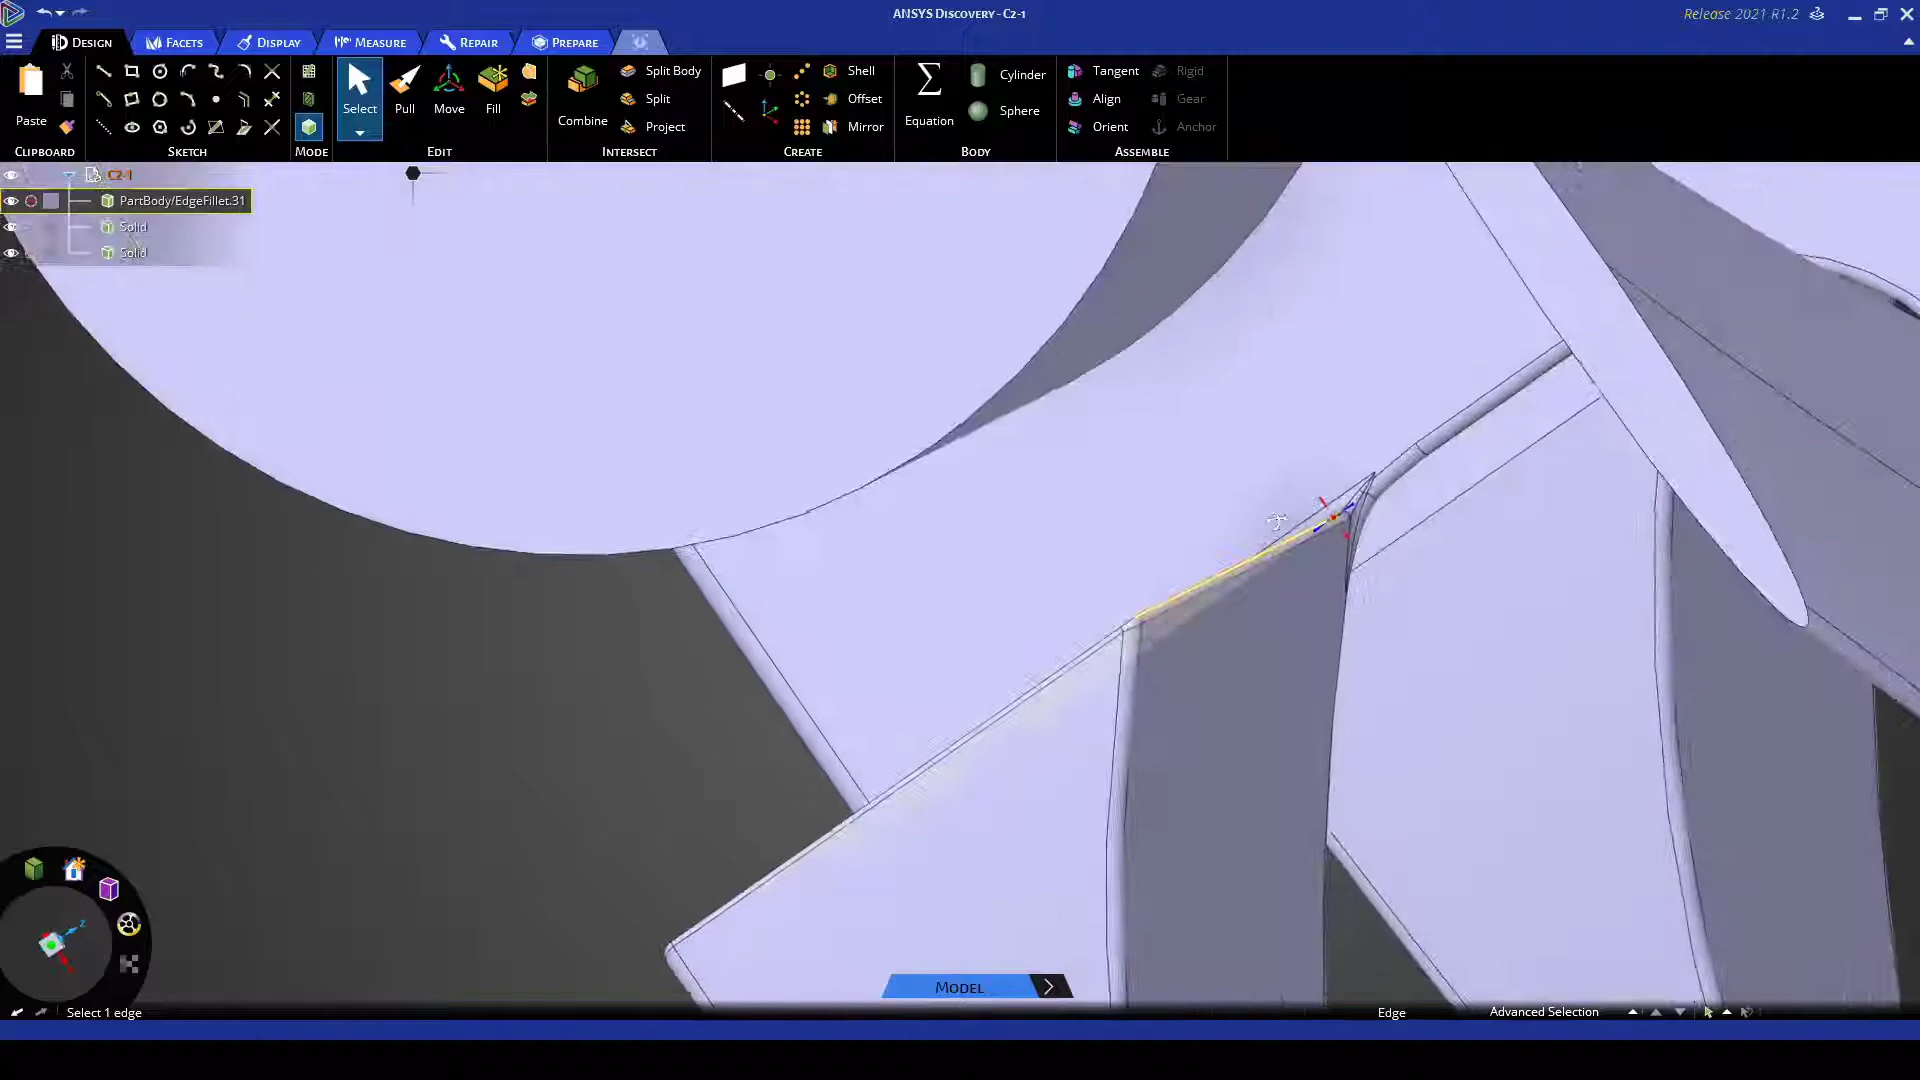 ANSYS DISCOVERY - C2-1
Release 2021 R1.2
DESIGN FACETS DISPLAY MEASURE REPAIR PREPARE
Paste
Select Pull Move Fill
Combine Split Body
Split
Project
Shell
Offset
Mirror
Equation Cylinder
Sphere
Tangent Rigid
Align Gear
Orient Anchor
CLIPBOARD SKETCH MODE EDIT INTERSECT CREATE BODY ASSEMBLE
C2-1
PartBody/EdgeFillet.31
Solid
Solid
Z
MODEL
Select 1 edge Edge Advanced Selection